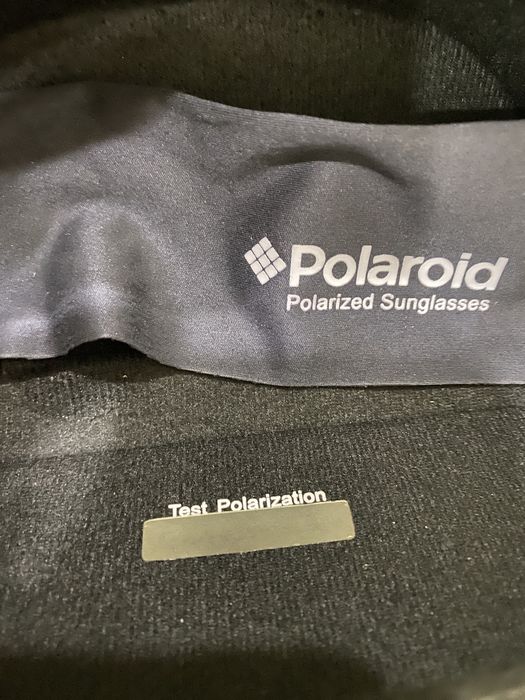 Polaroid
Polarized Sunglasses
Test Polarization